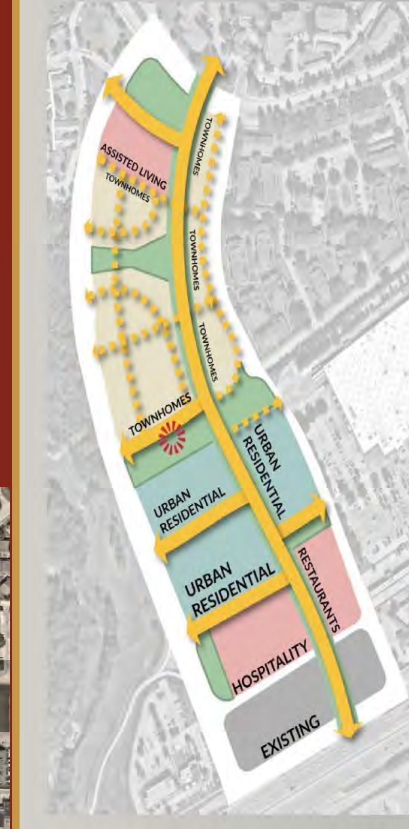 TOWNHOMES
ASSISTED LIVING
TOWNHOMES
TOWNHOMES
TOWNHOMES
TOWNHOMES
URBAN
RESIDENTIAL
URBAN
RESIDENTIAL
URBAN
RESIDENTIAL
RESTAURANTS
HOSPITALITY
EXISTING